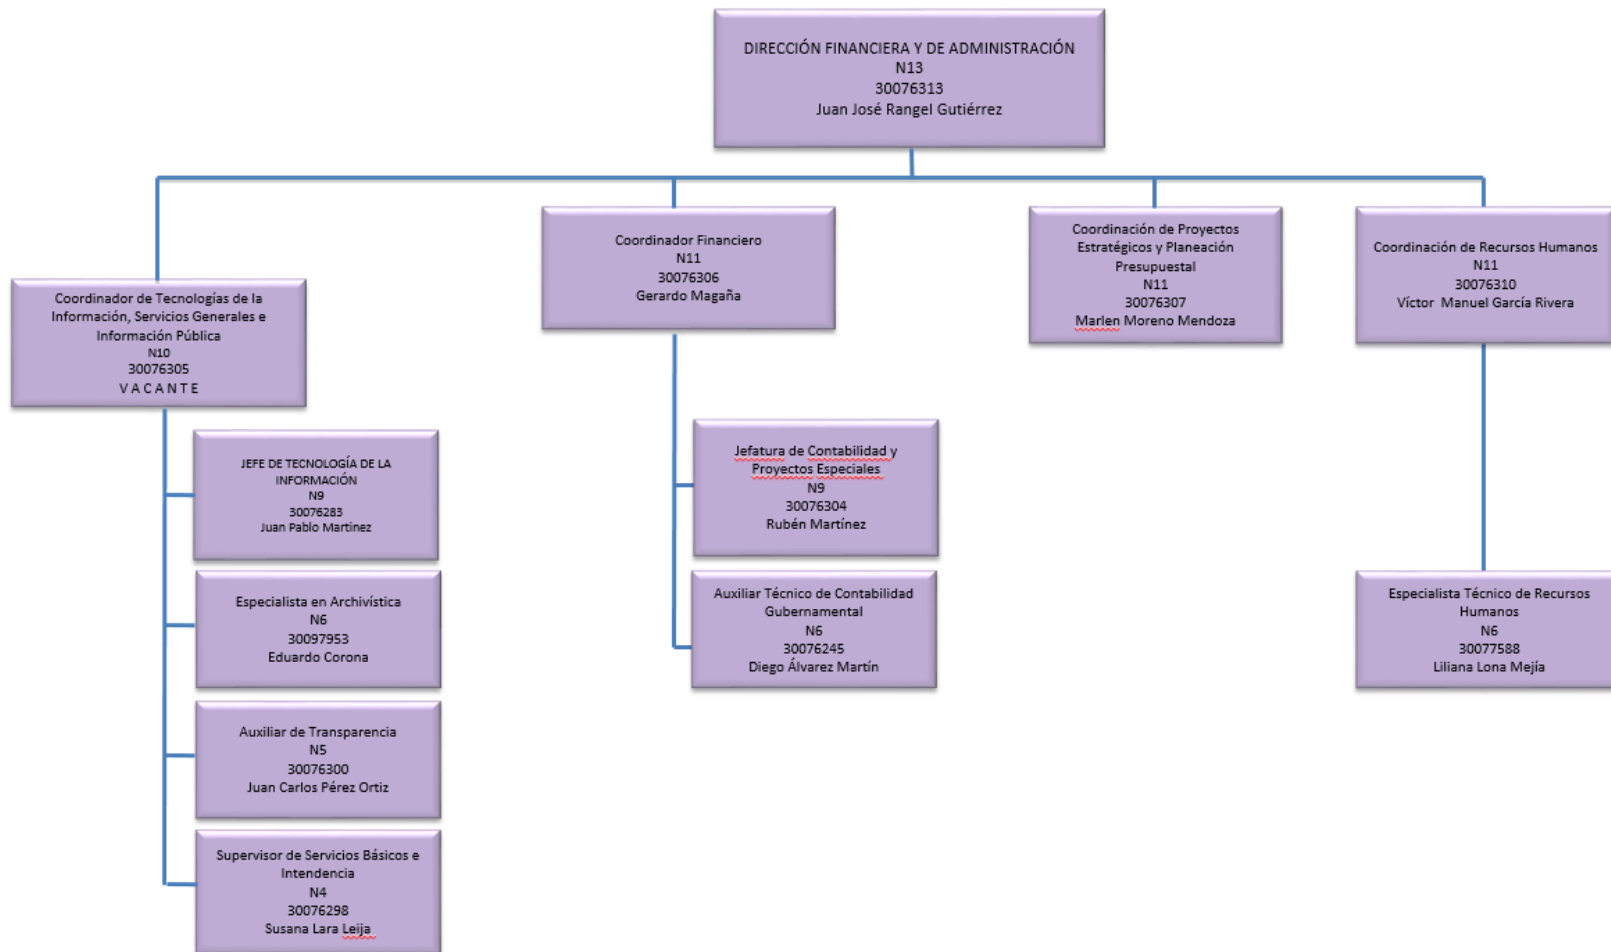 DIRECCIÓN FINANCIERA Y DE ADMINISTRACIÓN
N13
30076313
Juan José Rangel Gutiérrez
Coordinador de Tecnologías de la
Información, Servicios Generales e
Información Pública
N10
30076305
V A C A N T E
Coordinador Financiero
N11
30076306
Gerardo Magaña
Coordinación de Proyectos
Estratégicos y Planeación
Presupuestal
N11
30076307
Marlen Moreno Mendoza
Coordinación de Recursos Humanos
N11
30076310
Víctor Manuel García Rivera
JEFE DE TECNOLOGÍA DE LA
INFORMACIÓN
N9
30076283
Juan Pablo Martinez
Especialista en Archivística
N6
30097953
Eduardo Corona
Auxiliar de Transparencia
N5
30076300
Juan Carlos Pérez Ortiz
Supervisor de Servicios Básicos e
Intendencia
N4
30076298
Susana Lara Leija
Jefatura de Contabilidad y
Proyectos Especiales
N9
30076304
Rubén Martínez
Auxiliar Técnico de Contabilidad
Gubernamental
N6
30076245
Diego Álvarez Martín
Especialista Técnico de Recursos
Humanos
N6
30077588
Liliana Lona Mejía